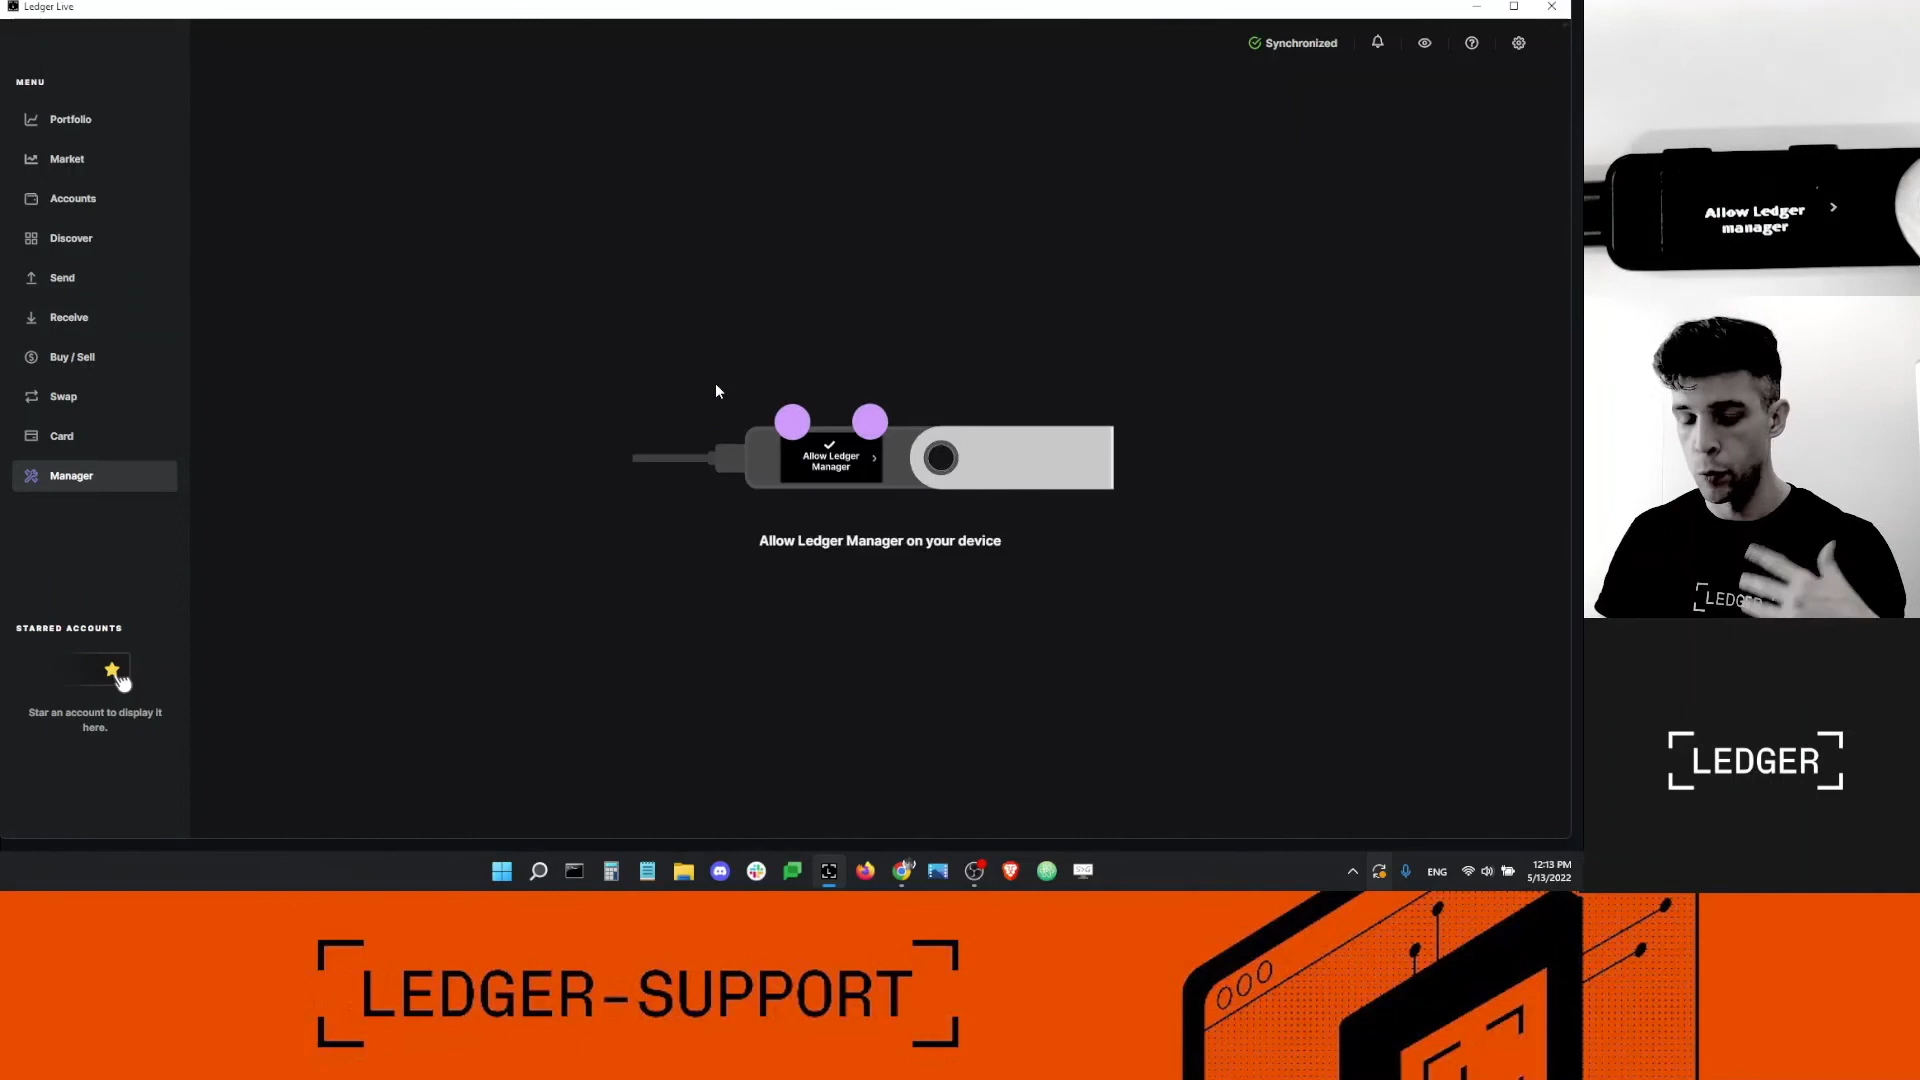 Ledger Live
Synchronized
MENU
Portfolio
Market
Accounts
Discover
Send
Receive
Buy / Sell
Swap
Card
Manager
Allow Ledger
Manager
Allow Ledger Manager on your device
STARRED ACCOUNTS
Star an account to display it
here.
ENG
12:13 PM
5/13/2022
Allow Ledger
manager
LEDGER
LEDGER
LEDGER-SUPPORT